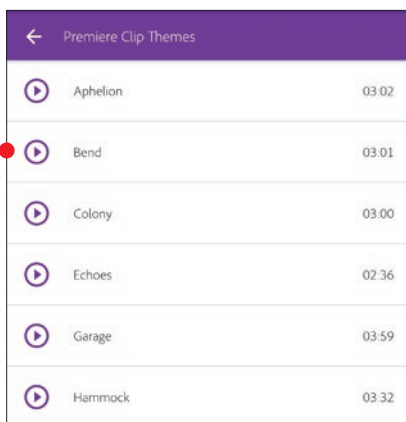 Premiere Clip Themes
Aphelion 03:02
Bend 03:01
Colony 03:00
Echoes 02:36
Garage 03:59
Hammock 03:32